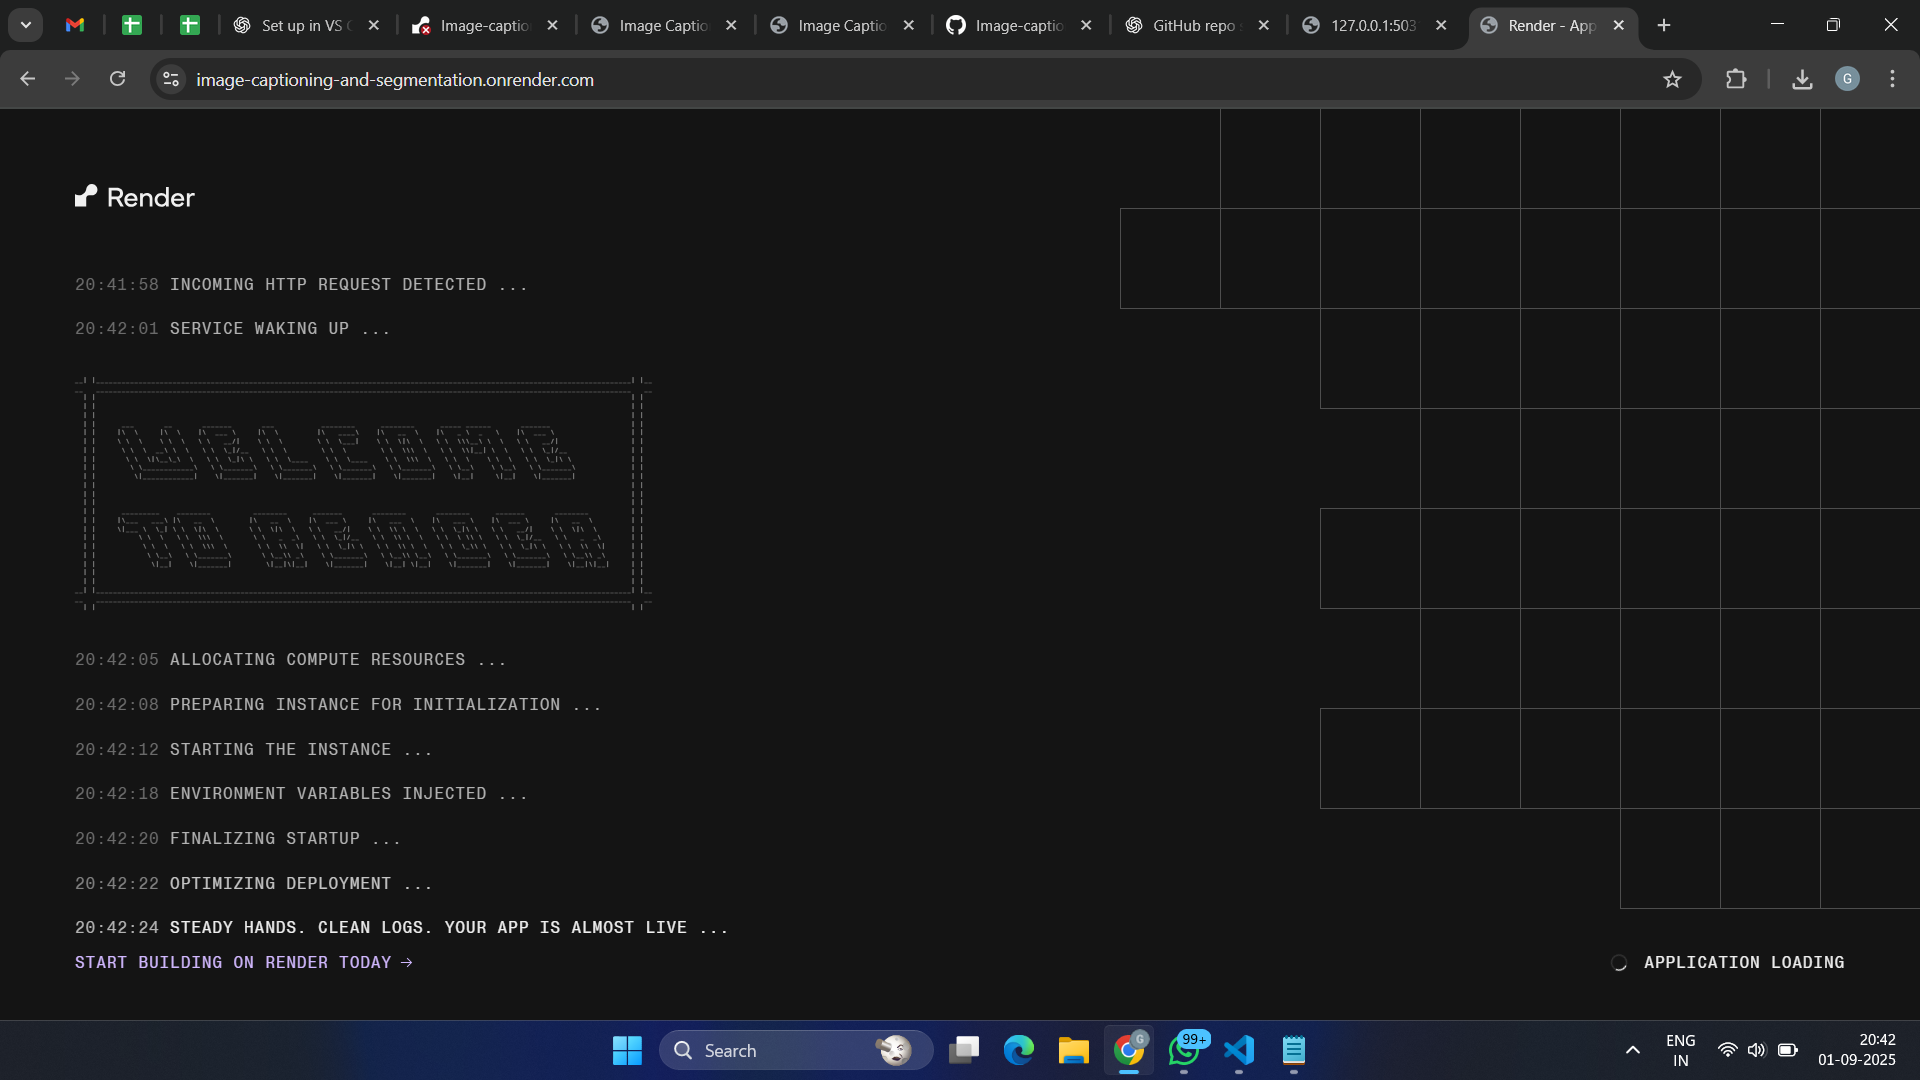 Set up in VS C
Image-captio
Image Captio
Image Captio
Image-captio
GitHub repo s
127.0.0.1:503
Render - App
image-captioning-and-segmentation.onrender.com
G
Render
20:41:58 INCOMING HTTP REQUEST DETECTED ...
20:42:01 SERVICE WAKING UP ...
WELCOME
TO RENDER
20:42:05 ALLOCATING COMPUTE RESOURCES ...
20:42:08 PREPARING INSTANCE FOR INITIALIZATION ...
20:42:12 STARTING THE INSTANCE ...
20:42:18 ENVIRONMENT VARIABLES INJECTED ...
20:42:20 FINALIZING STARTUP ...
20:42:22 OPTIMIZING DEPLOYMENT ...
20:42:24 STEADY HANDS. CLEAN LOGS. YOUR APP IS ALMOST LIVE ...
START BUILDING ON RENDER TODAY →
APPLICATION LOADING
Search
G
99+
ENG
IN
20:42
01-09-2025